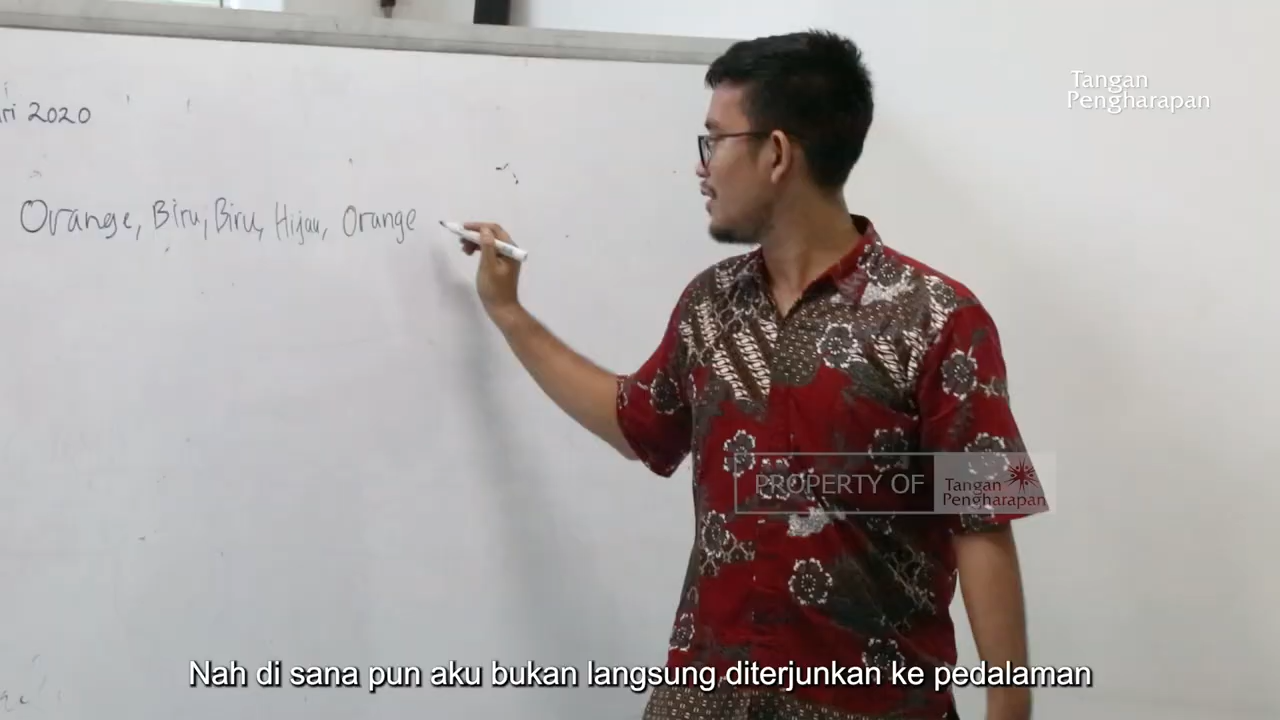 Tangan
Pengharapan
ri 2020
Orange, Biru, Biru, Hijau, Orange
PROPERTY OF
Tangan
Pengharapan
Nah di sana pun aku bukan langsung diterjunkan ke pedalaman